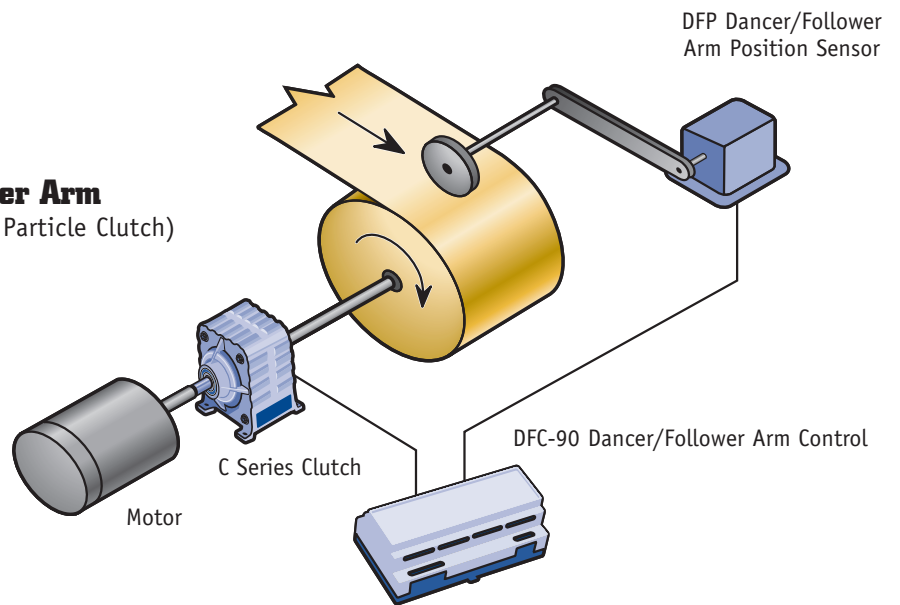 DFP Dancer/Follower
Arm Position Sensor
er Arm
Particle Clutch)
DFC-90 Dancer/Follower Arm Control
C Series Clutch
Motor